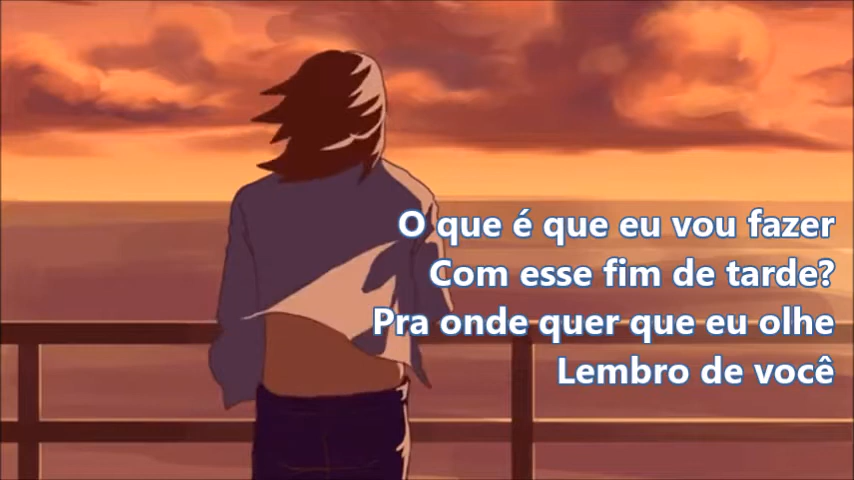 O que é que eu vou fazer
Com esse fim de tarde?
Pra onde quer que eu olhe
Lembro de você